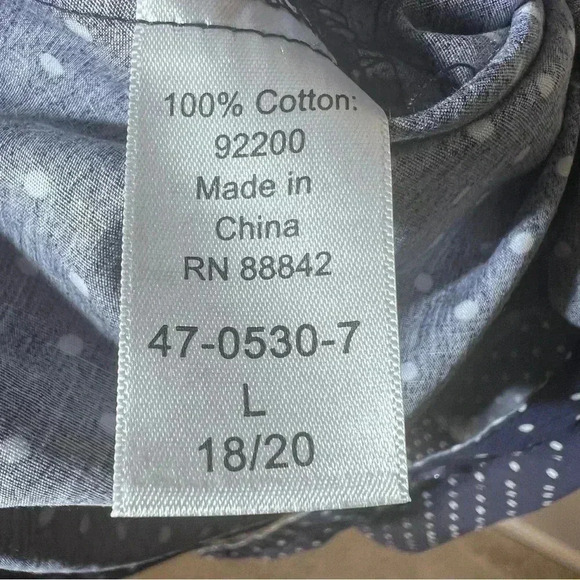 100% Cotton:
92200
Made in
China
RN 88842
47-0530-7
L
18/20